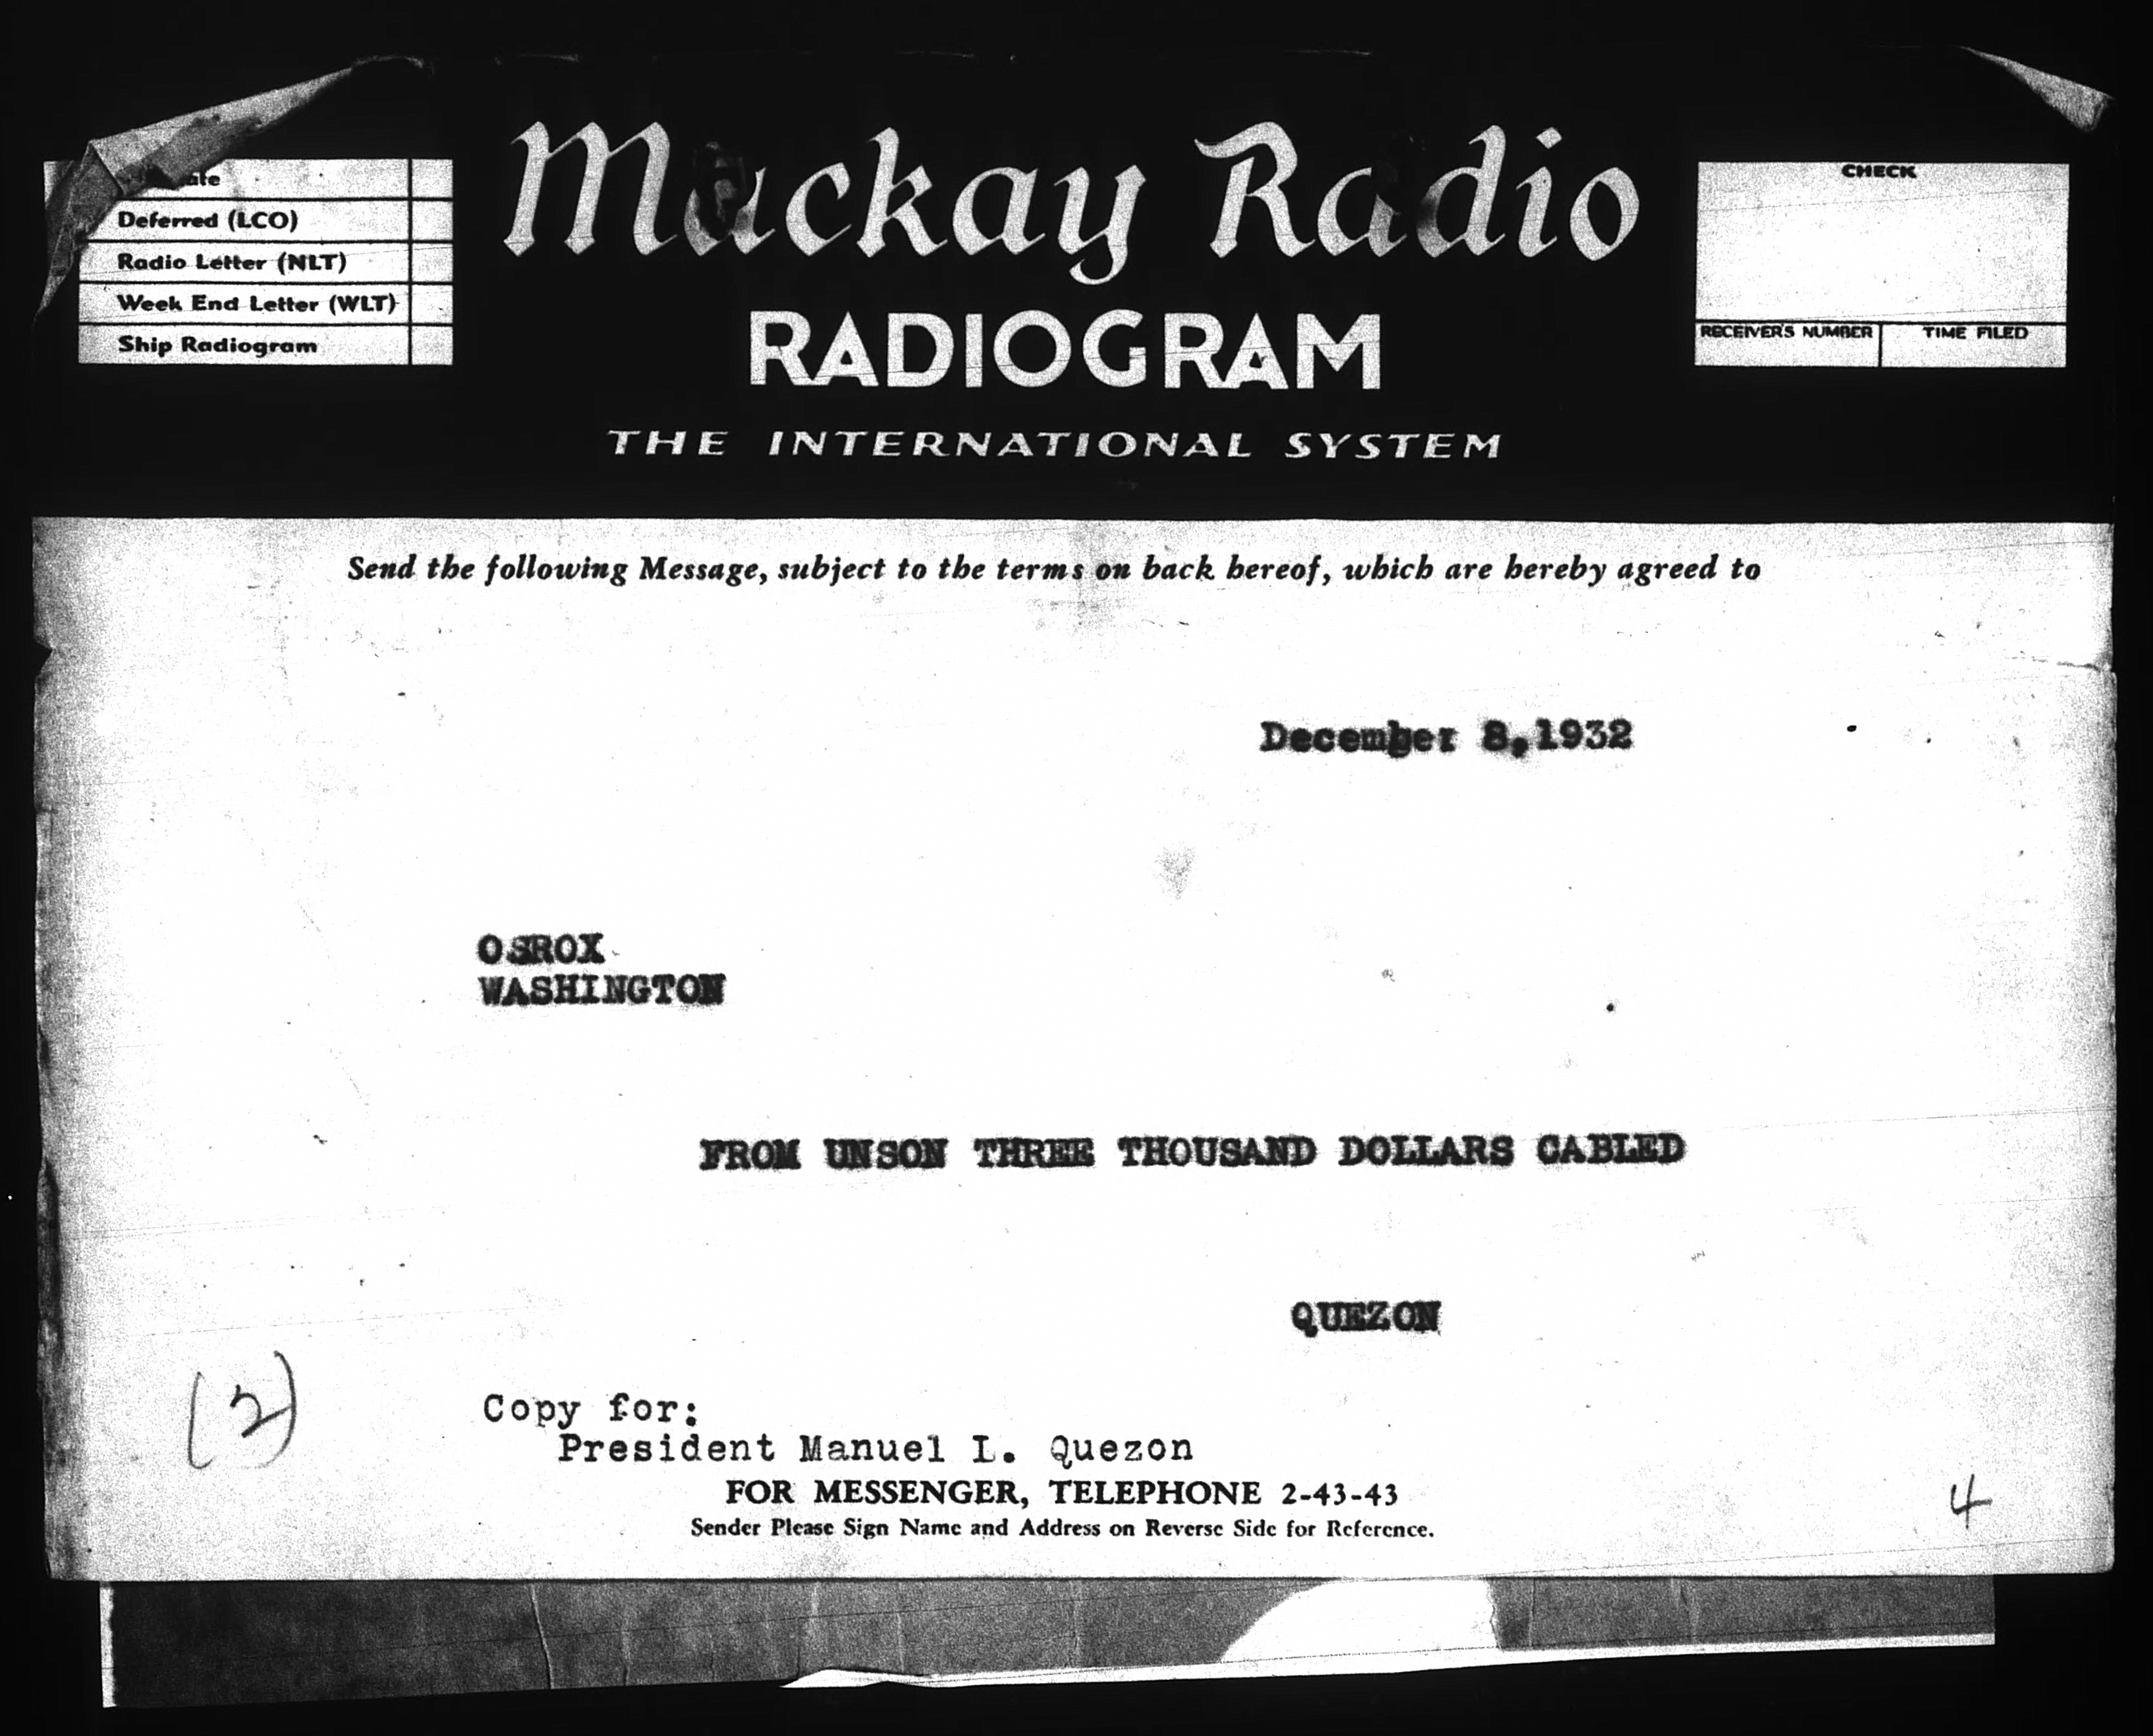 Deferred (LCO)
Radio Letter (NLT)
Week End Letter (WLT)
Ship Radiogram
Mackay Radio
RADIOGRAM
THE INTERNATIONAL SYSTEM
CHECK
RECEIVER'S NUMBER TIME FILED
Send the following Message, subject to the terms on back hereof, which are hereby agreed to
December 8,1932
OSROX
WASHINGTON
FROM UNSON THREE THOUSAND DOLLARS CABLED
QUEZON
(2)
Copy for:
President Manuel L. Quezon
FOR MESSENGER, TELEPHONE 2-43-43
Sender Please Sign Name and Address on Reverse Side for Reference.
4